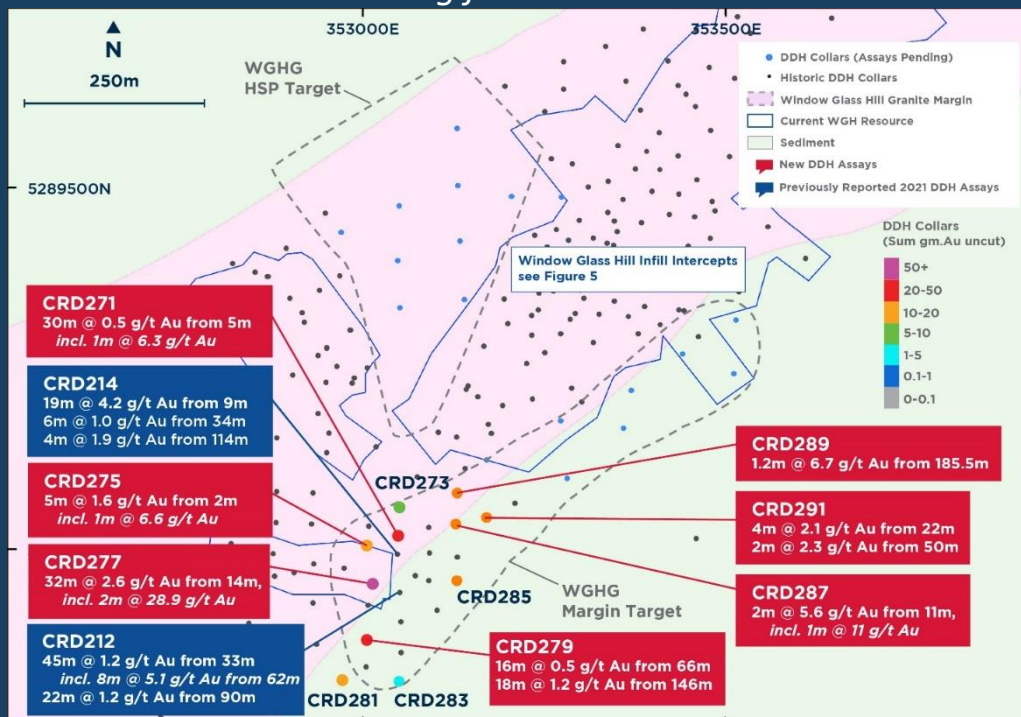 353000E
353500E
N
250m
WGHG
HSP Target
DDH Collars (Assays Pending)
Historic DDH Collars
Window Glass Hill Granite Margin
Current WGH Resource
Sediment
New DDH Assays
Previously Reported 2021 DDH Assays
5289500N
DDH Collars
(Sum gm.Au uncut)
50+
20-50
10-20
5-10
1-5
0.1-1
0-0.1
Window Glass Hill Infill Intercepts
see Figure 5
CRD271
30m @ 0.5 g/t Au from 5m
incl. 1m @ 6.3 g/t Au
CRD214
19m @ 4.2 g/t Au from 9m
6m @ 1.0 g/t Au from 34m
4m @ 1.9 g/t Au from 114m
CRD275
5m @ 1.6 g/t Au from 2m
incl. 1m @ 6.6 g/t Au
CRD277
32m @ 2.6 g/t Au from 14m,
incl. 2m @ 28.9 g/t Au
CRD212
45m @ 1.2 g/t Au from 33m
incl. 8m @ 5.1 g/t Au from 62m
22m @ 1.2 g/t Au from 90m
CRD273
CRD285
WGHG
Margin Target
CRD281
CRD283
CRD279
16m @ 0.5 g/t Au from 66m
18m @ 1.2 g/t Au from 146m
CRD289
1.2m @ 6.7 g/t Au from 185.5m
CRD291
4m @ 2.1 g/t Au from 22m
2m @ 2.3 g/t Au from 50m
CRD287
2m @ 5.6 g/t Au from 11m,
incl. 1m @ 11 g/t Au